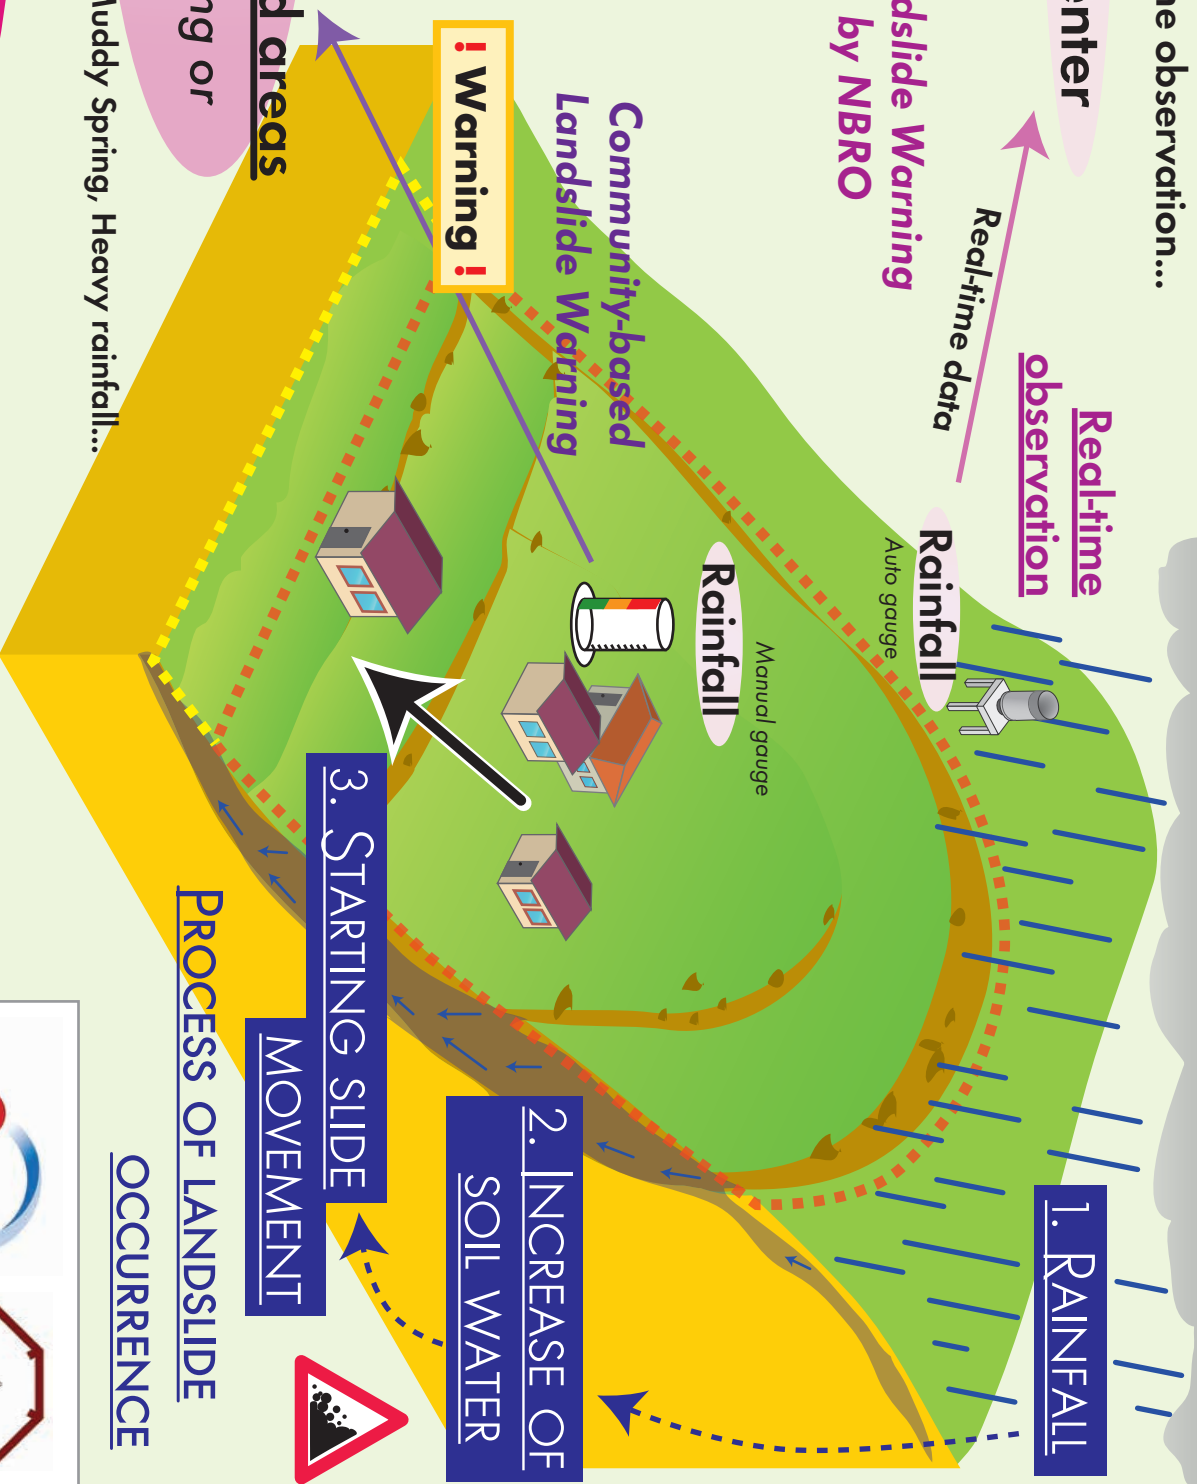 ne observation...
enter
dslide Warning
by NBRO
Real-time data
Real-time
observation
Rainfall
Auto gauge
Community-based
Landslide Warning
! Warning !
Rainfall
Manual gauge
d areas
ng or
Muddy Spring, Heavy rainfall...
1. Rainfall
2. Increase of
soil water
3. Starting slide
movement
Process of landslide
occurrence